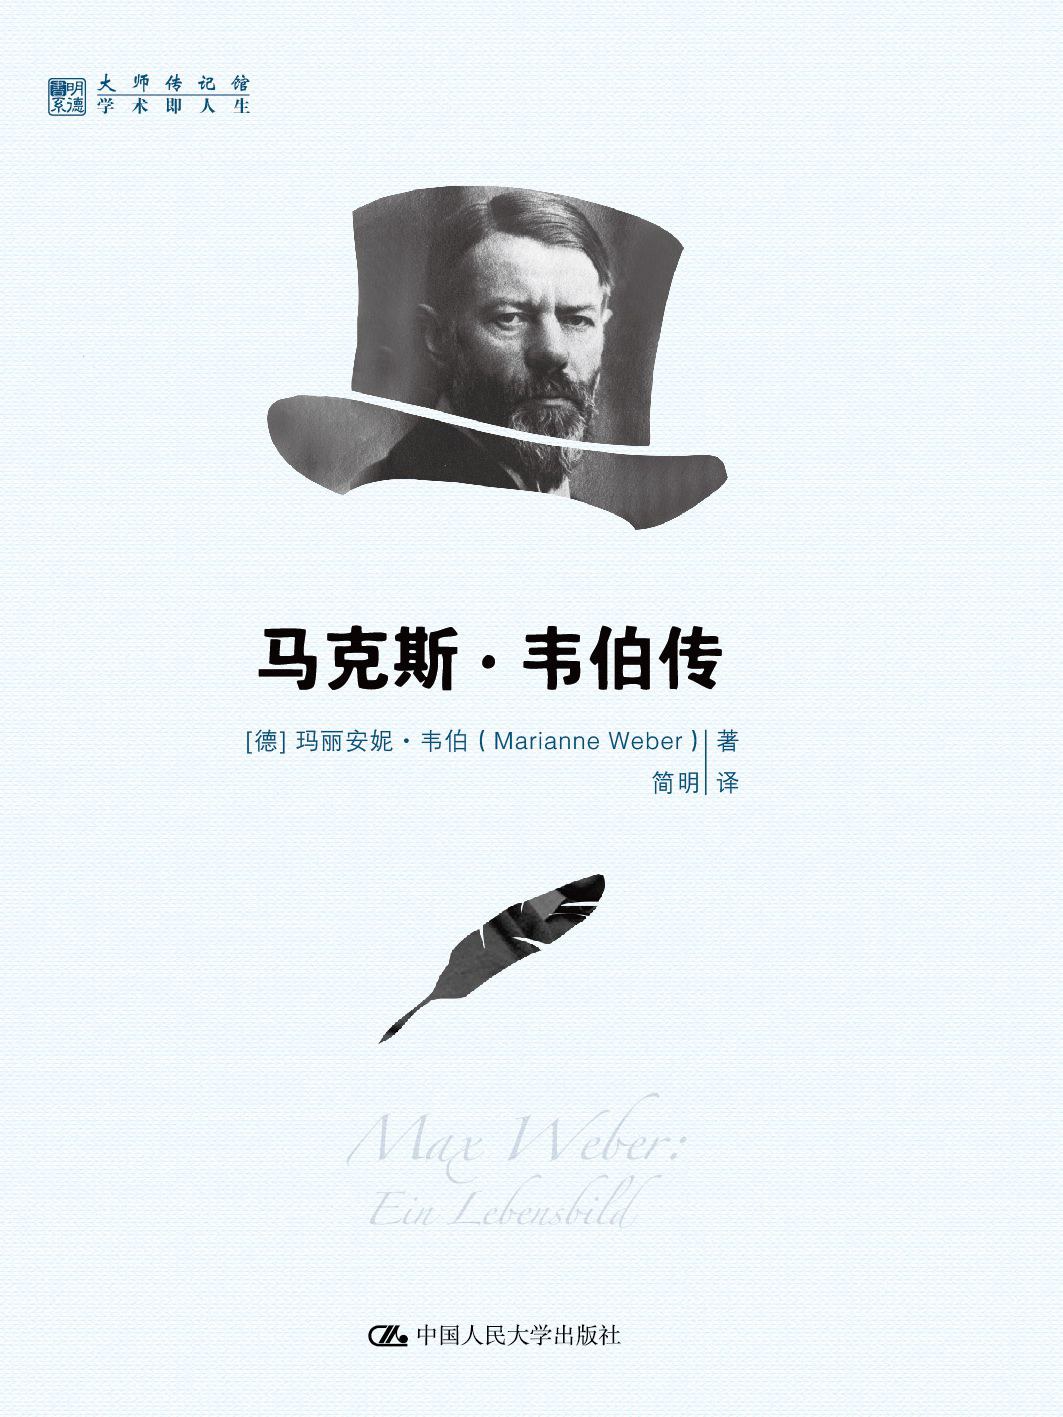 明德書系
大师传记馆
学术即人生
马克斯·韦伯传
[德] 玛丽安妮·韦伯(Marianne Weber) 著
简明 译
Max Weber:
Ein Lebensbild
中国人民大学出版社